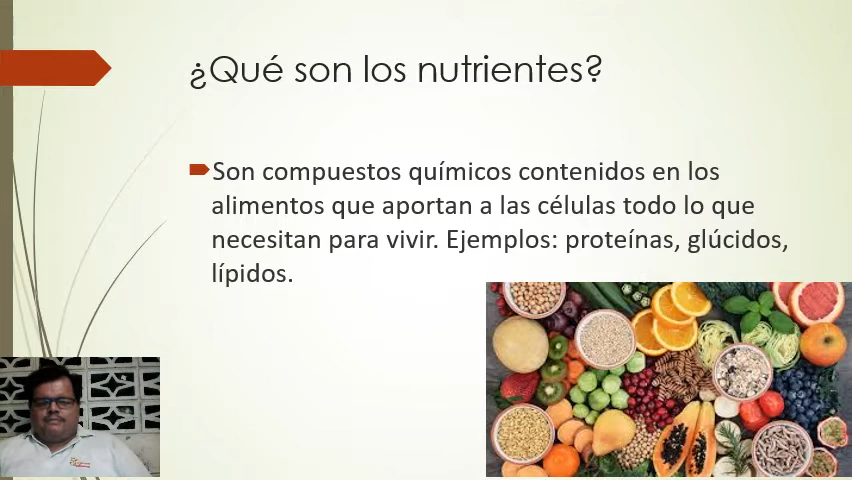 ¿Qué son los nutrientes?
Son compuestos químicos contenidos en los
alimentos que aportan a las células todo lo que
necesitan para vivir. Ejemplos: proteínas, glúcidos,
lípidos.